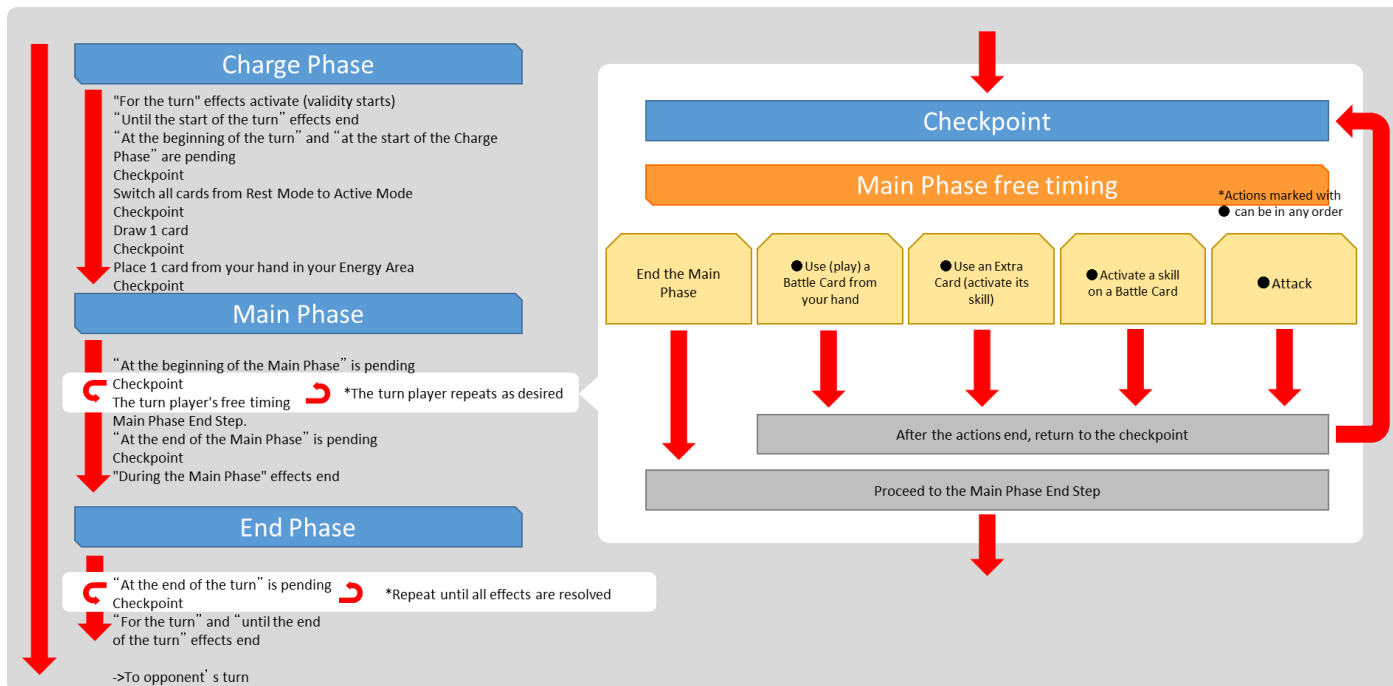 Charge Phase
"For the turn" effects activate (validity starts)
“Until the start of the turn” effects end
“At the beginning of the turn” and “at the start of the Charge
Phase” are pending
Checkpoint
Switch all cards from Rest Mode to Active Mode
Checkpoint
Draw 1 card
Checkpoint
Place 1 card from your hand in your Energy Area
Checkpoint
Main Phase
“At the beginning of the Main Phase” is pending
Checkpoint
The turn player's free timing
*The turn player repeats as desired
Main Phase End Step.
“At the end of the Main Phase” is pending
Checkpoint
"During the Main Phase" effects end
End Phase
“At the end of the turn” is pending
Checkpoint
*Repeat until all effects are resolved
“For the turn” and “until the end
of the turn” effects end
->To opponent’s turn
Checkpoint
Main Phase free timing
*Actions marked with
● can be in any order
End the Main
Phase
●Use (play) a
Battle Card from
your hand
●Use an Extra
Card (activate its
skill)
●Activate a skill
on a Battle Card
●Attack
After the actions end, return to the checkpoint
Proceed to the Main Phase End Step